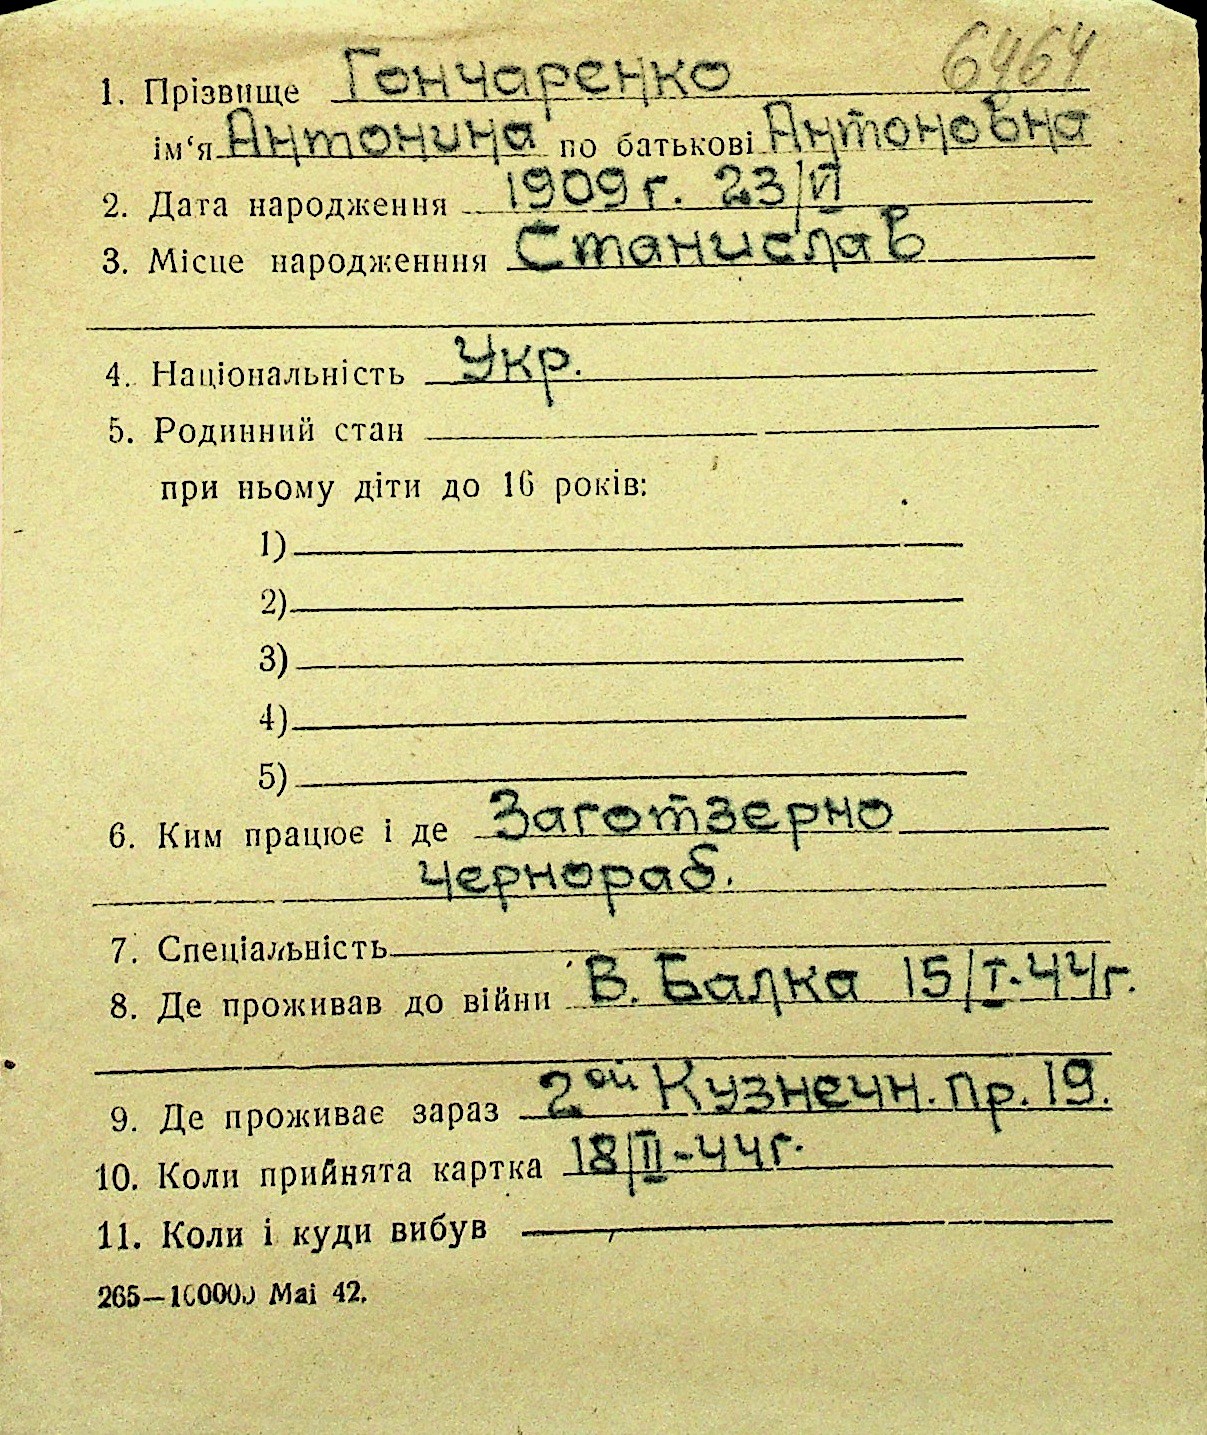 6464
1. Прізвище Гончаренко
ім‘я Антонина по батькові Антоновна
2. Дата народження 1909 г. 23/VI
3. Місце народженння Станислав
4. Національність Укр.
5. Родинний стан
при ньому діти до 16 років:
1)
2)
3)
4)
5)
6. Ким працює і де Заготзерно
чернораб.
7. Спеціальність
8. Де проживав до війни В. Балка 15/I-44г.
9. Де проживає зараз 2ой Кузнечн. пр. 19.
10. Коли прийнята картка 18/II-44г.
11. Коли і куди вибув
265—100000 Mai 42.